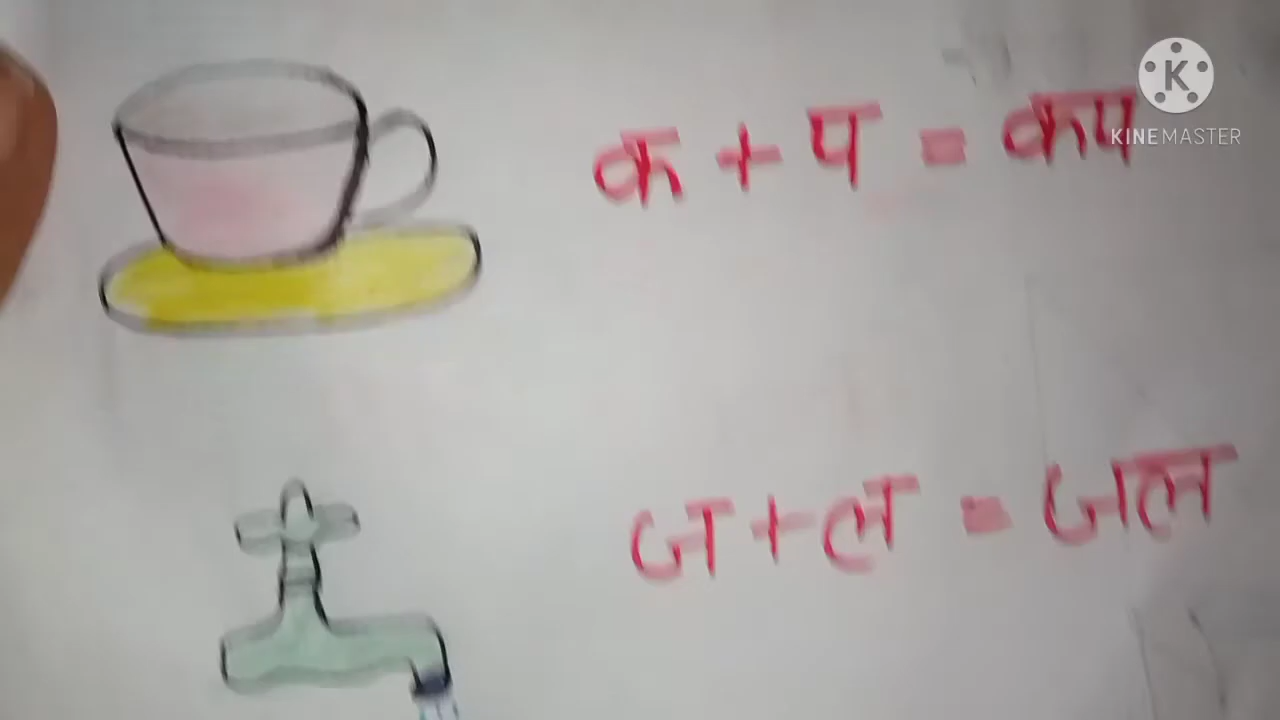 क + प = कप
KINEMASTER
ज + ल = जल